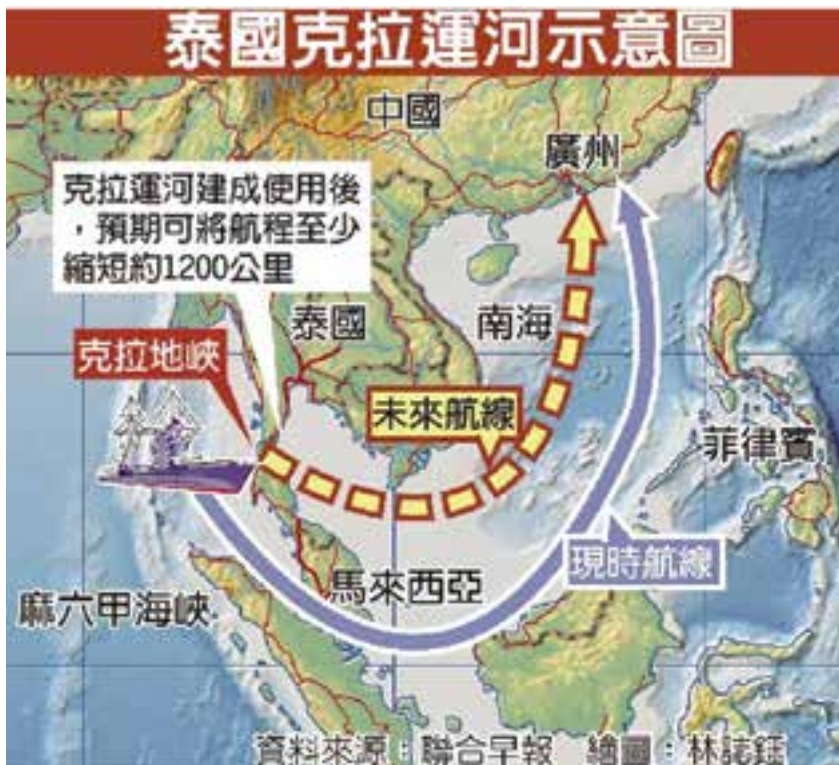 泰國克拉運河示意圖
中國
廣州
克拉運河建成使用後
，預期可將航程至少
縮短約1200公里
泰國
南海
克拉地峽
未來航線
菲律賓
現時航線
馬來西亞
麻六甲海峽
資料來源：聯合早報 繪圖：林誌鈺